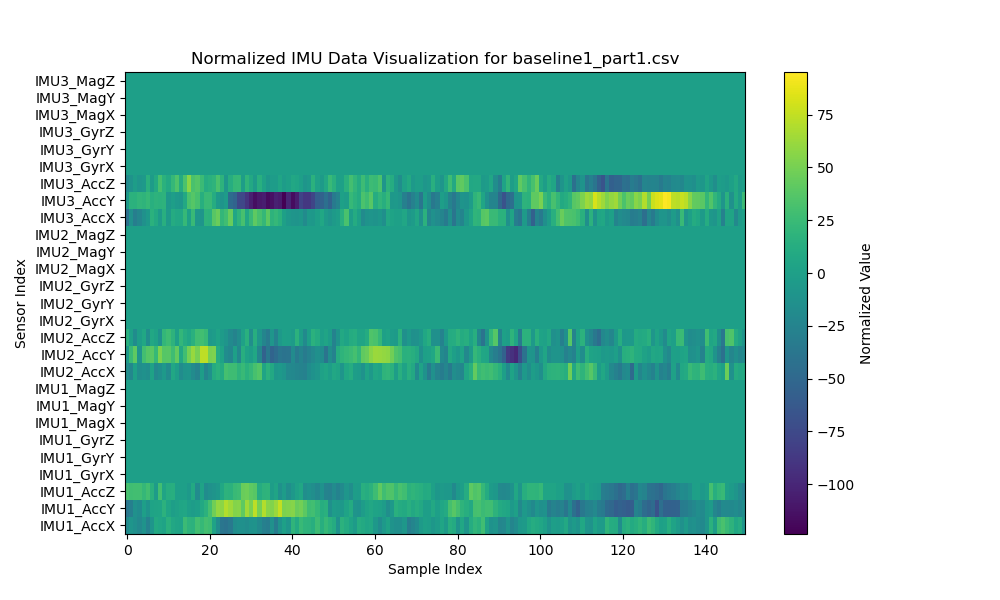 Normalized IMU Data Visualization for baseline1_part1.csv
Sensor Index
IMU3_MagZ
IMU3_MagY
IMU3_MagX
IMU3_GyrZ
IMU3_GyrY
IMU3_GyrX
IMU3_AccZ
IMU3_AccY
IMU3_AccX
IMU2_MagZ
IMU2_MagY
IMU2_MagX
IMU2_GyrZ
IMU2_GyrY
IMU2_GyrX
IMU2_AccZ
IMU2_AccY
IMU2_AccX
IMU1_MagZ
IMU1_MagY
IMU1_MagX
IMU1_GyrZ
IMU1_GyrY
IMU1_GyrX
IMU1_AccZ
IMU1_AccY
IMU1_AccX
0 20 40 60 80 100 120 140
Sample Index
75
50
25
0
−25
−50
−75
−100
Normalized Value